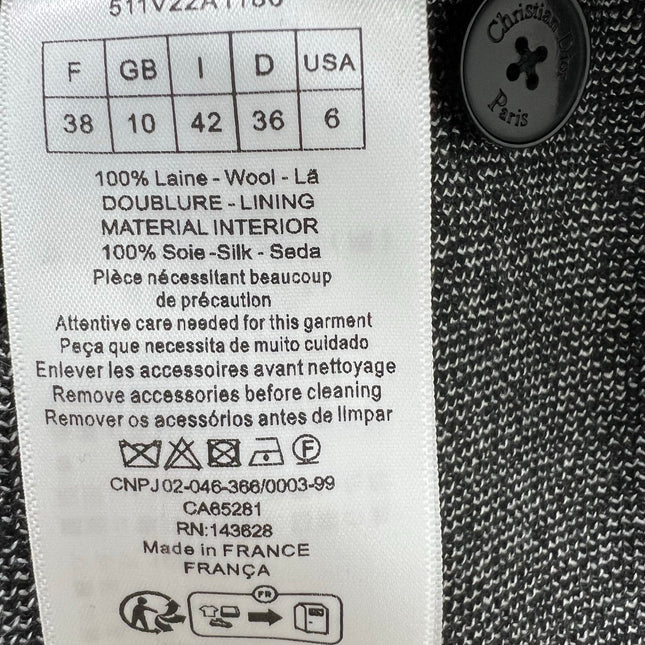 511V22A1186
F GB I D USA
38 10 42 36 6
100% Laine - Wool - Lã
DOUBLURE - LINING
MATERIAL INTERIOR
100% Soie -Silk - Seda
Pièce nécessitant beaucoup
de précaution
Attentive care needed for this garment
Peça que necessita de muito cuidado
Enlever les accessoires avant nettoyage
Remove accessories before cleaning
Remover os acessórios antes de limpar
F
CNPJ 02-046-366/0003-99
CA65281
RN:143628
Made in FRANCE
FRANÇA
FR
Christian Dior
Paris